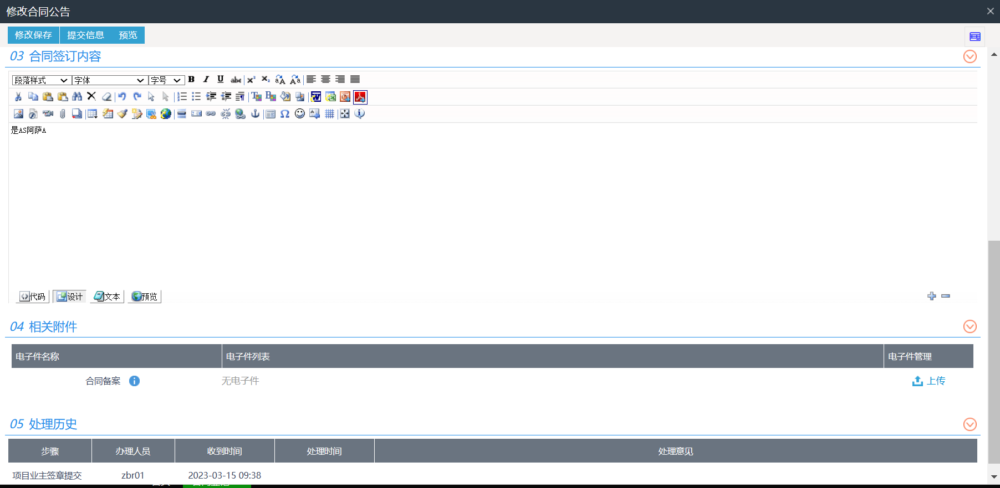 修改合同公告
修改保存 提交信息 预览
03 合同签订内容
段落样式 字体 字号
是AS阿萨A
代码 设计 文本 预览
04 相关附件
电子件名称 电子件列表 电子件管理
合同备案 无电子件 上传
05 处理历史
步骤 办理人员 收到时间 处理时间 处理意见
项目业主签章提交 zbr01 2023-03-15 09:38